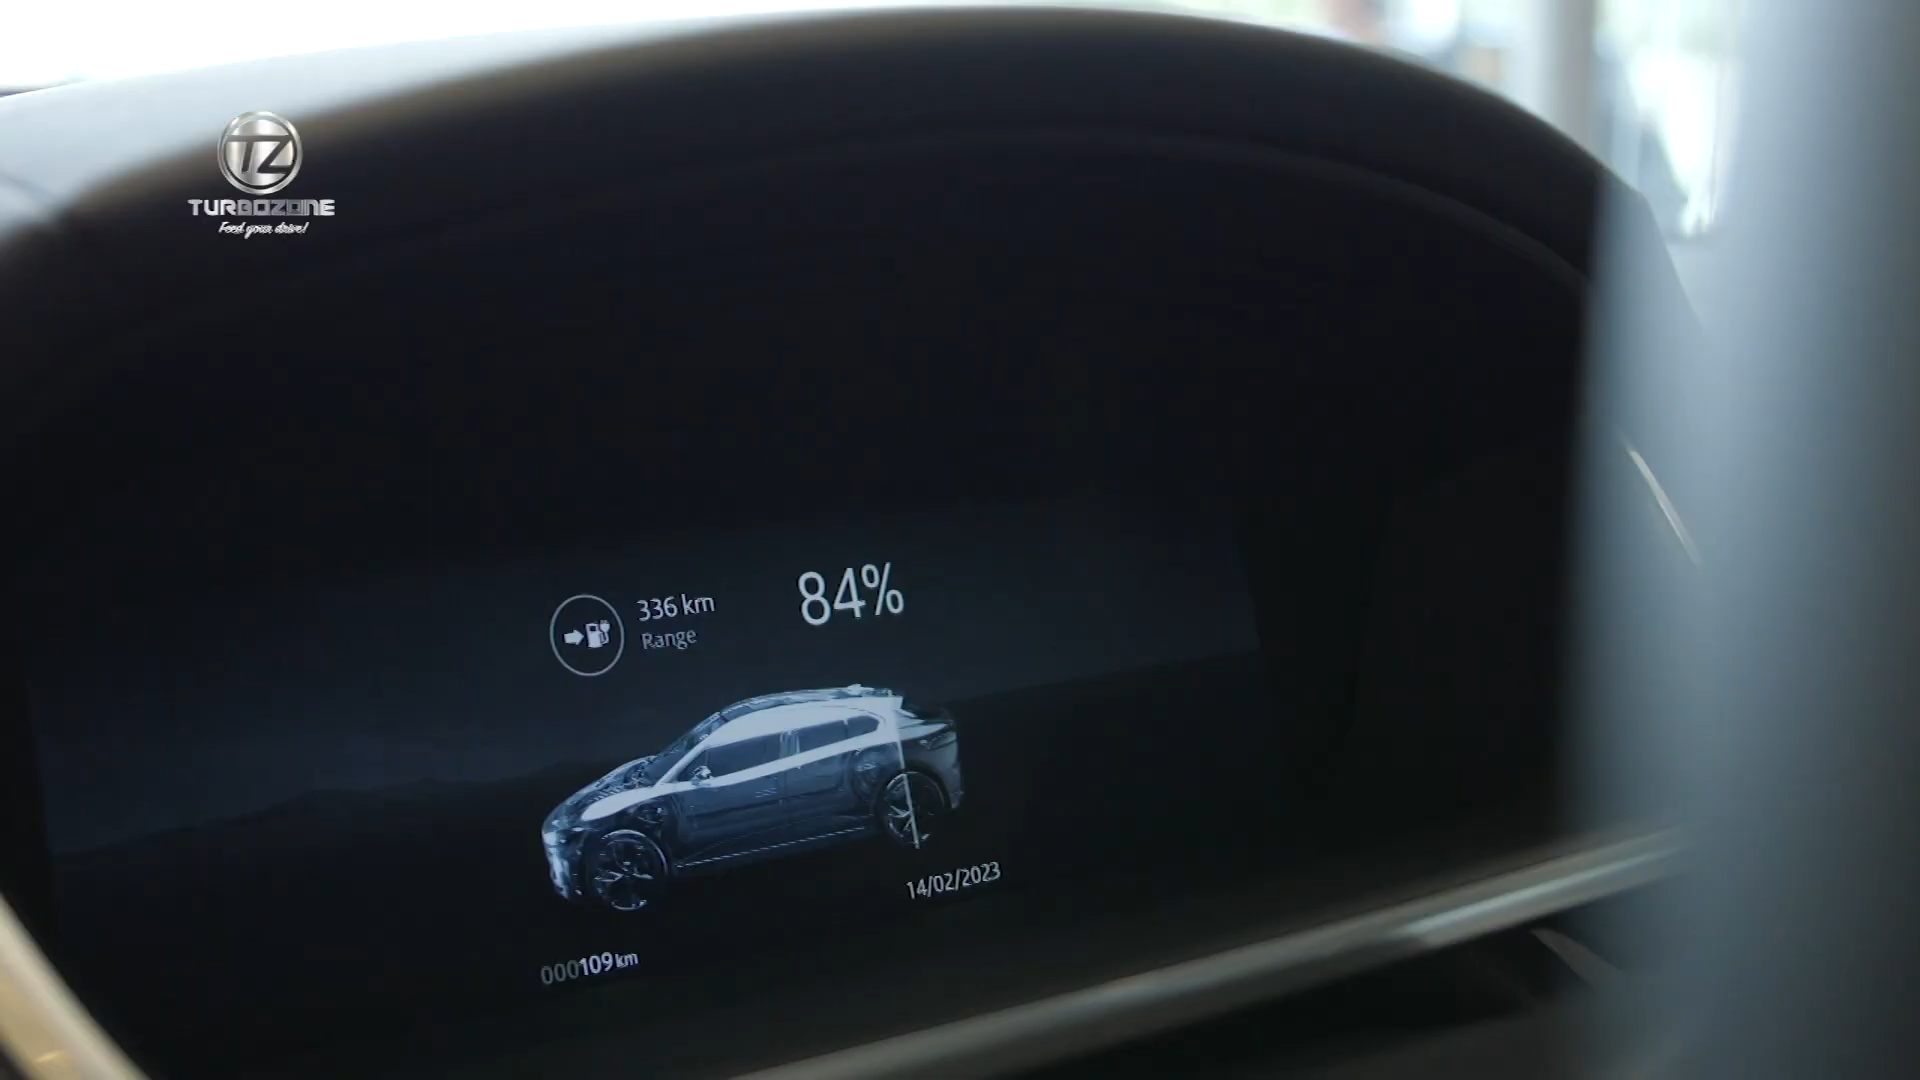 TZ
TURBOZONE
Feed your drive!
336 km
Range
84%
14/02/2023
000109 km